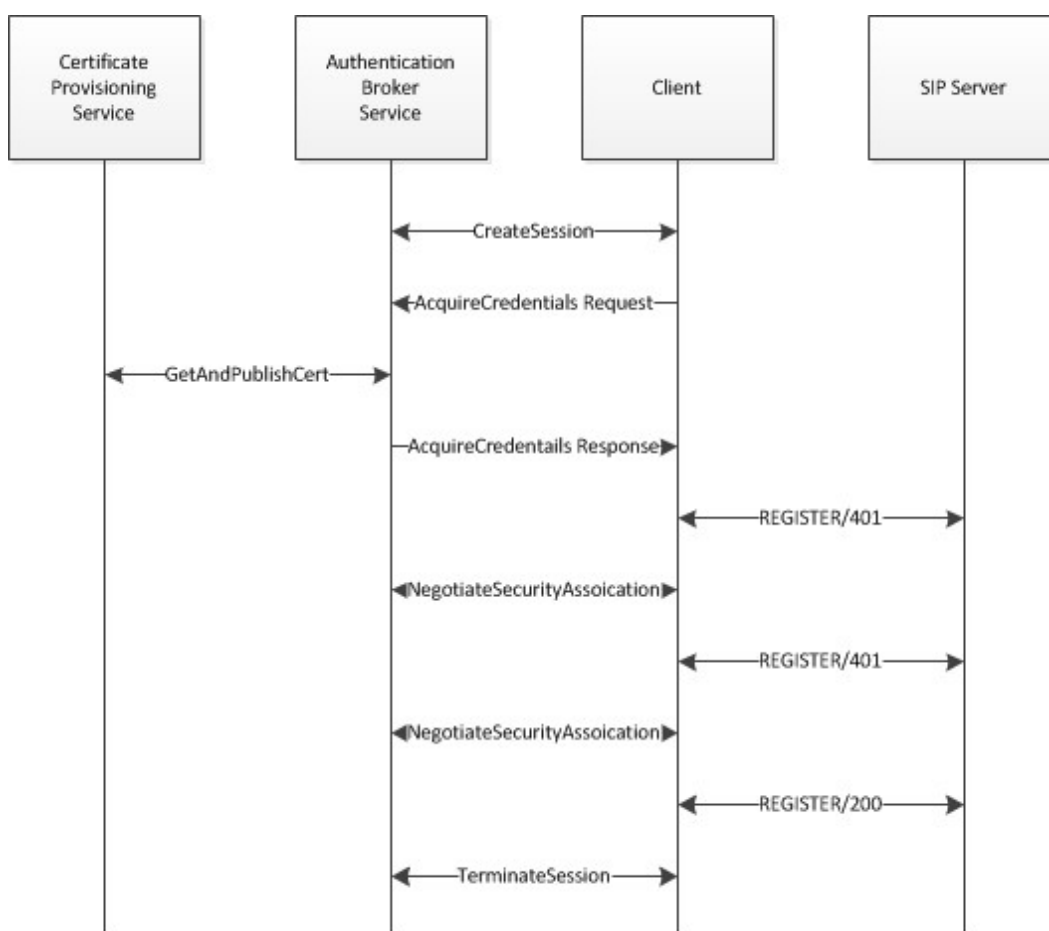 Certificate
Provisioning
Service
Authentication
Broker
Service
Client
SIP Server
CreateSession
AcquireCredentials Request
GetAndPublishCert
AcquireCredentails Response
REGISTER/401
NegotiateSecurityAssoication
REGISTER/401
NegotiateSecurityAssoication
REGISTER/200
TerminateSession